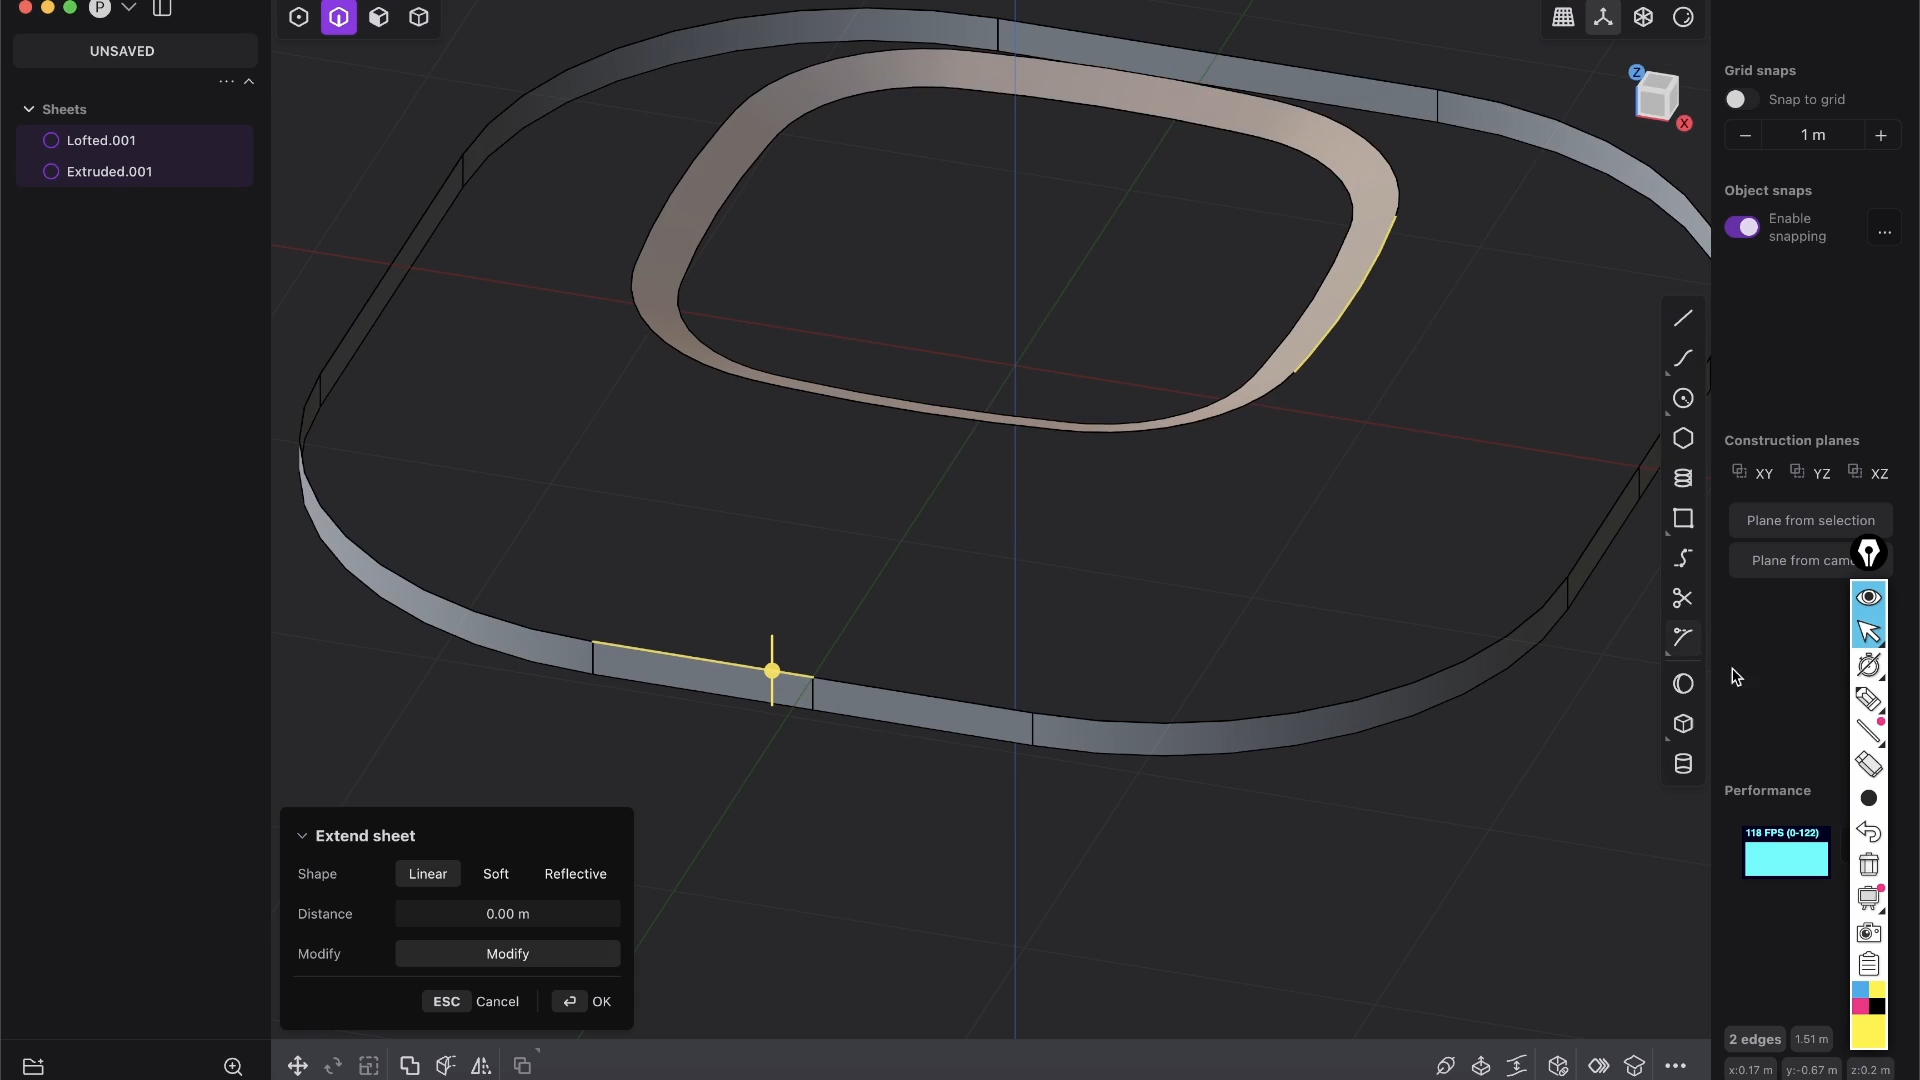 P
UNSAVED
Sheets
Lofted.001
Extruded.001
Z
X
Grid snaps
Snap to grid
1 m
Object snaps
Enable
snapping
...
Construction planes
XY
YZ
XZ
Plane from selection
Plane from cam
Performance
118 FPS (0-122)
Extend sheet
Shape
Linear
Soft
Reflective
Distance
0.00 m
Modify
Modify
ESC
Cancel
OK
2 edges
1.51 m
x:0.17 m
y:-0.67 m
z:0.2 m